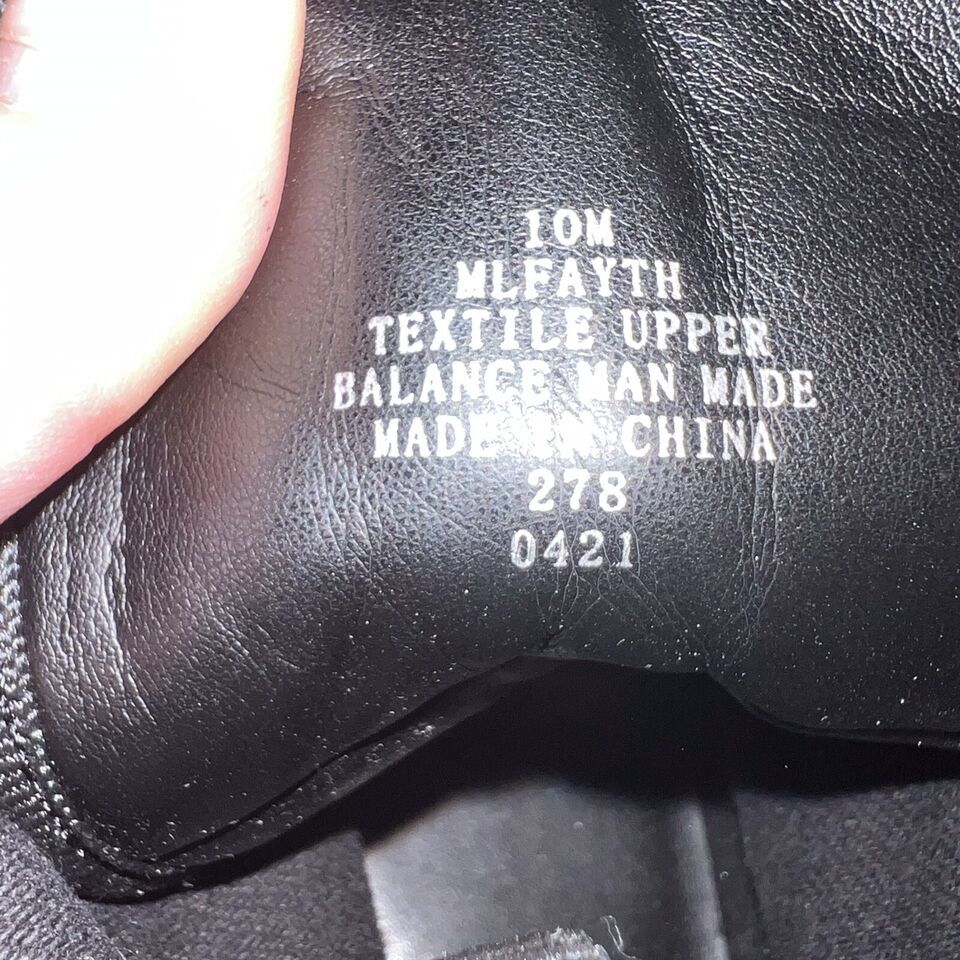 10M
MLFAYTH
TEXTILE UPPER
BALANCE MAN MADE
MADE IN CHINA
278
0421